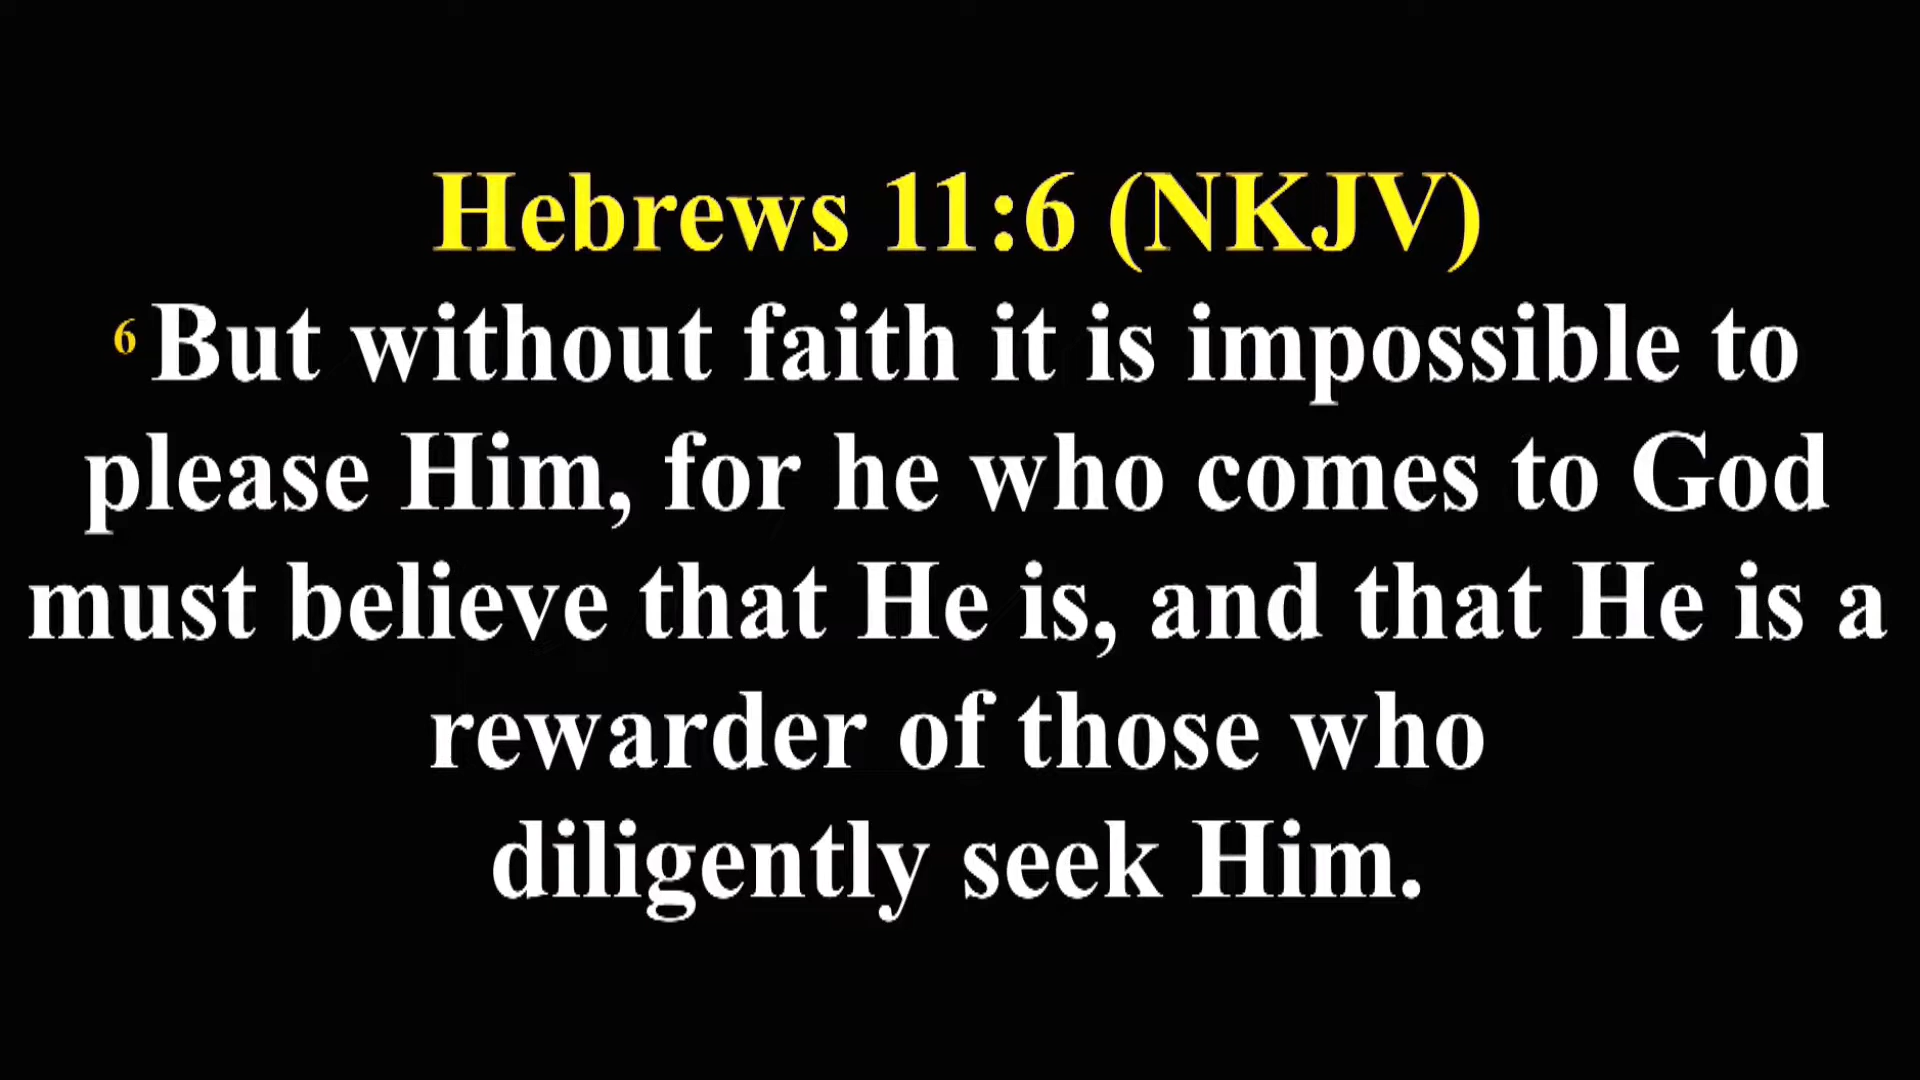 Hebrews 11:6 (NKJV)
6 But without faith it is impossible to
please Him, for he who comes to God
must believe that He is, and that He is a
rewarder of those who
diligently seek Him.